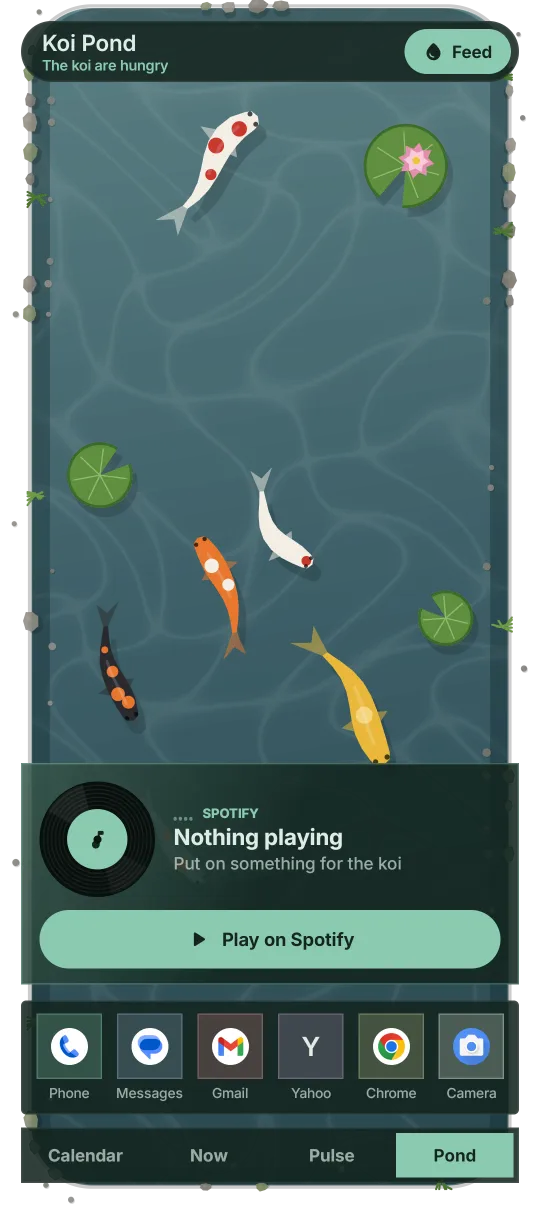 Koi Pond
The koi are hungry
Feed
SPOTIFY
Nothing playing
Put on something for the koi
Play on Spotify
Y
Phone
Messages
Gmail
Yahoo
Chrome
Camera
Calendar
Now
Pulse
Pond